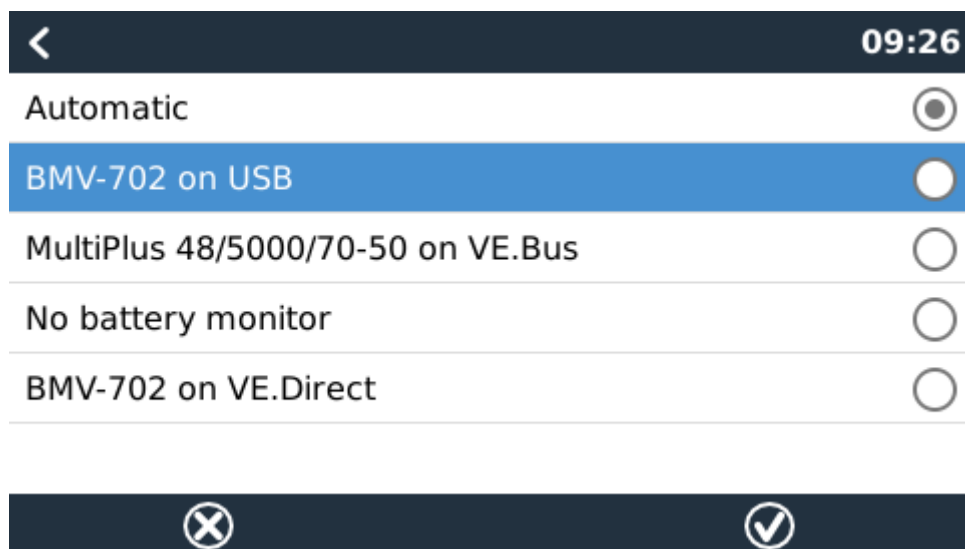 09:26
Automatic
BMV-702 on USB
MultiPlus 48/5000/70-50 on VE.Bus
No battery monitor
BMV-702 on VE.Direct